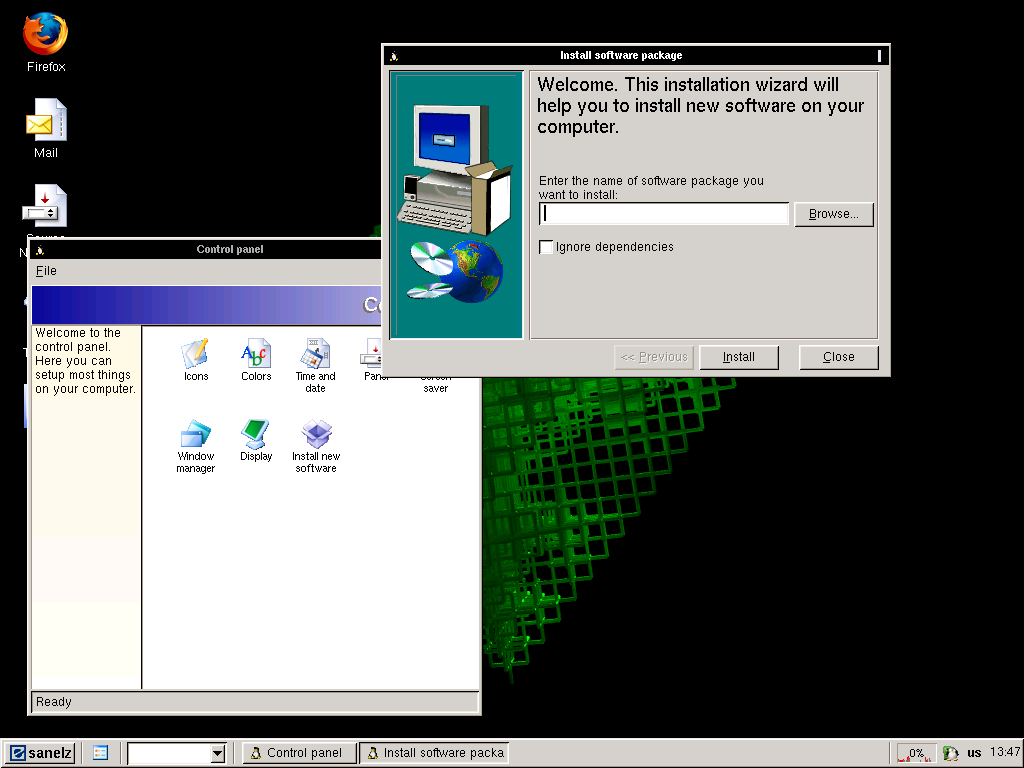 Firefox
Mail
Install software package
Welcome. This installation wizard will
help you to install new software on your
computer.
Enter the name of software package you
want to install:
Browse...
Ignore dependencies
<< Previous
Install
Close
Control panel
File
Welcome to the
control panel.
Here you can
setup most things
on your computer.
Icons
Colors
Time and
date
saver
Window
manager
Display
Install new
software
Ready
sanelz
Control panel
Install software packa
0%
us
13:47